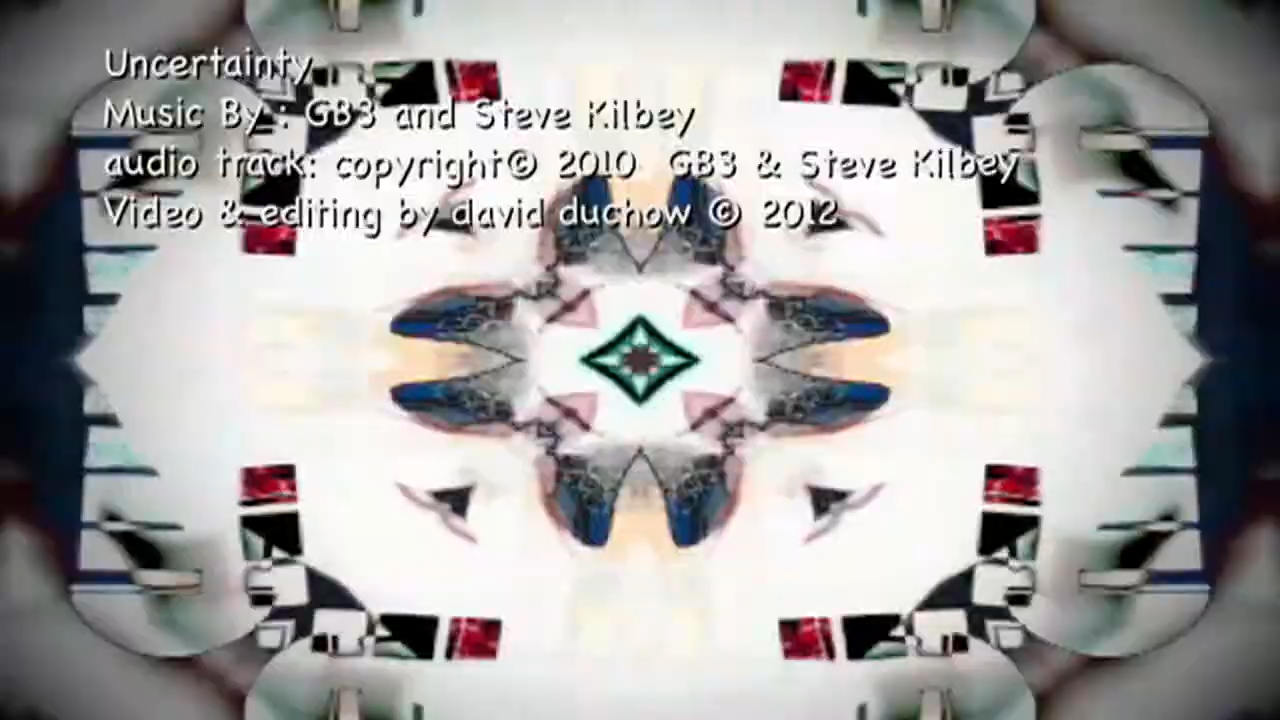 Uncertainty
Music By : GB3 and Steve Kilbey
audio track: copyright© 2010 GB3 & Steve Kilbey
Video & editing by david duchow © 2012